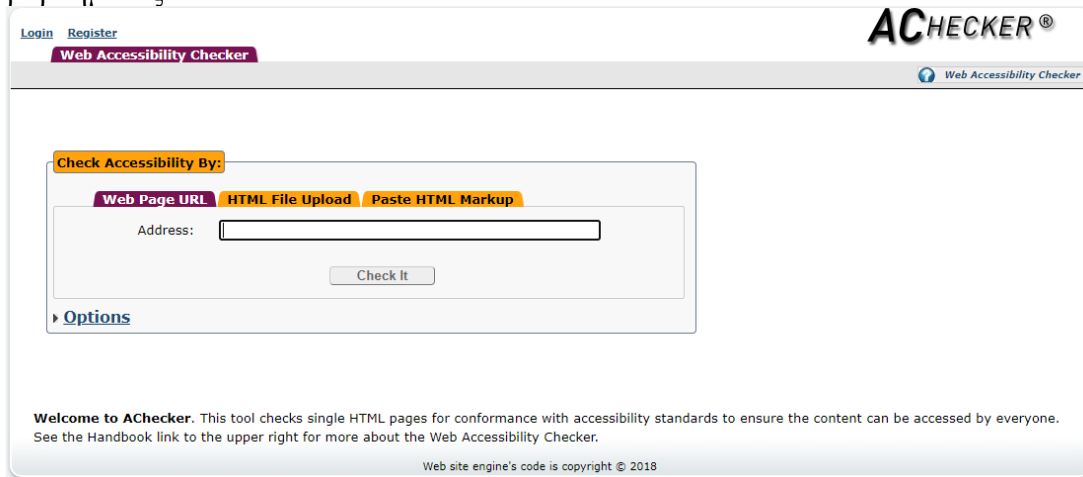 ACHECKER ®
Login Register
Web Accessibility Checker
Web Accessibility Checker
Check Accessibility By:
Web Page URL HTML File Upload Paste HTML Markup
Address:
Check It
Options
Welcome to AChecker. This tool checks single HTML pages for conformance with accessibility standards to ensure the content can be accessed by everyone.
See the Handbook link to the upper right for more about the Web Accessibility Checker.
Web site engine's code is copyright © 2018